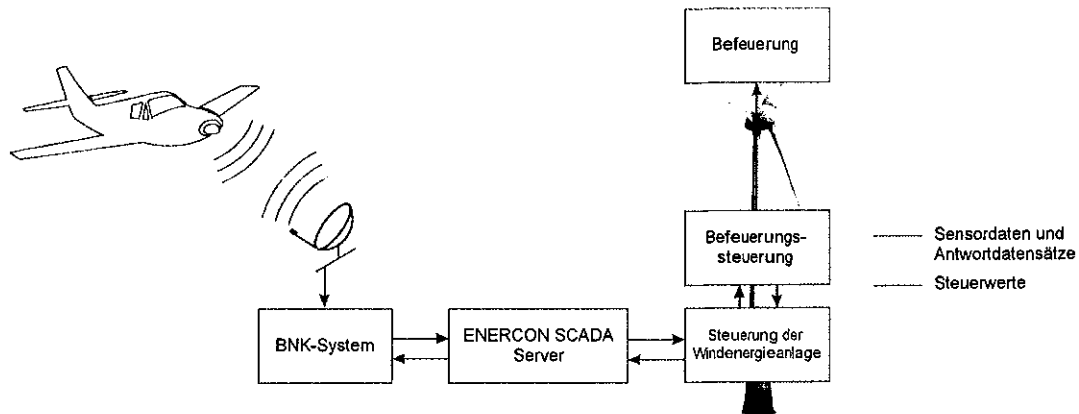 Befeuerung
Befeuerungs-
steuerung
Sensordaten und
Antwortdatensätze
Steuerwerte
BNK-System
ENERCON SCADA
Server
Steuerung der
Windenergieanlage